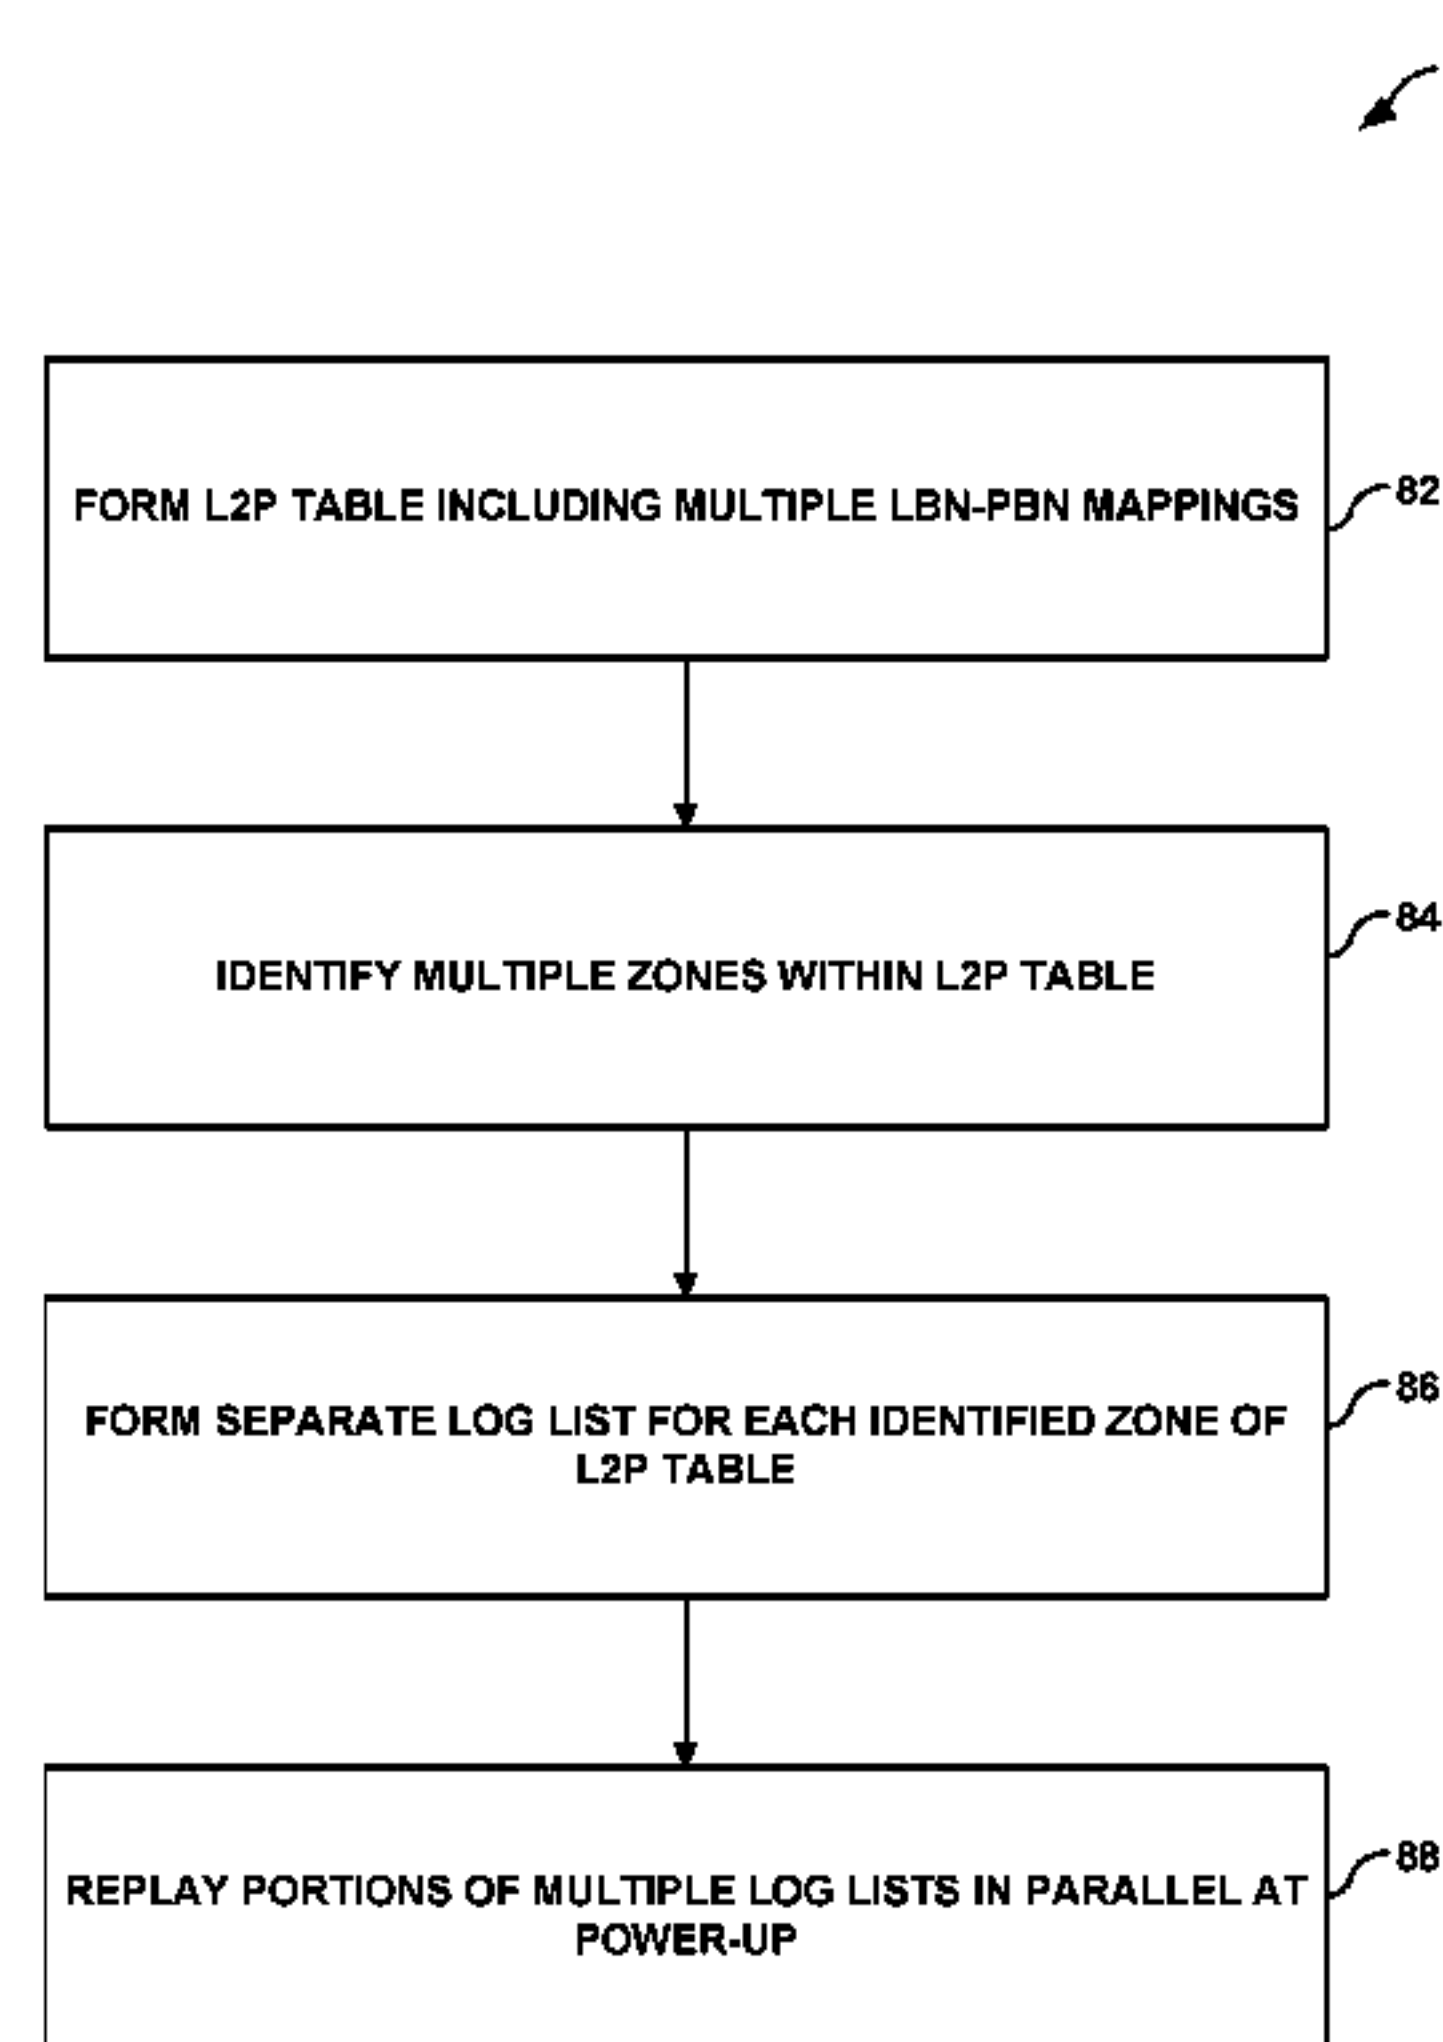 FORM L2P TABLE INCLUDING MULTIPLE LBN-PBN MAPPINGS
82
IDENTIFY MULTIPLE ZONES WITHIN L2P TABLE
84
FORM SEPARATE LOG LIST FOR EACH IDENTIFIED ZONE OF
L2P TABLE
86
REPLAY PORTIONS OF MULTIPLE LOG LISTS IN PARALLEL AT
POWER-UP
88